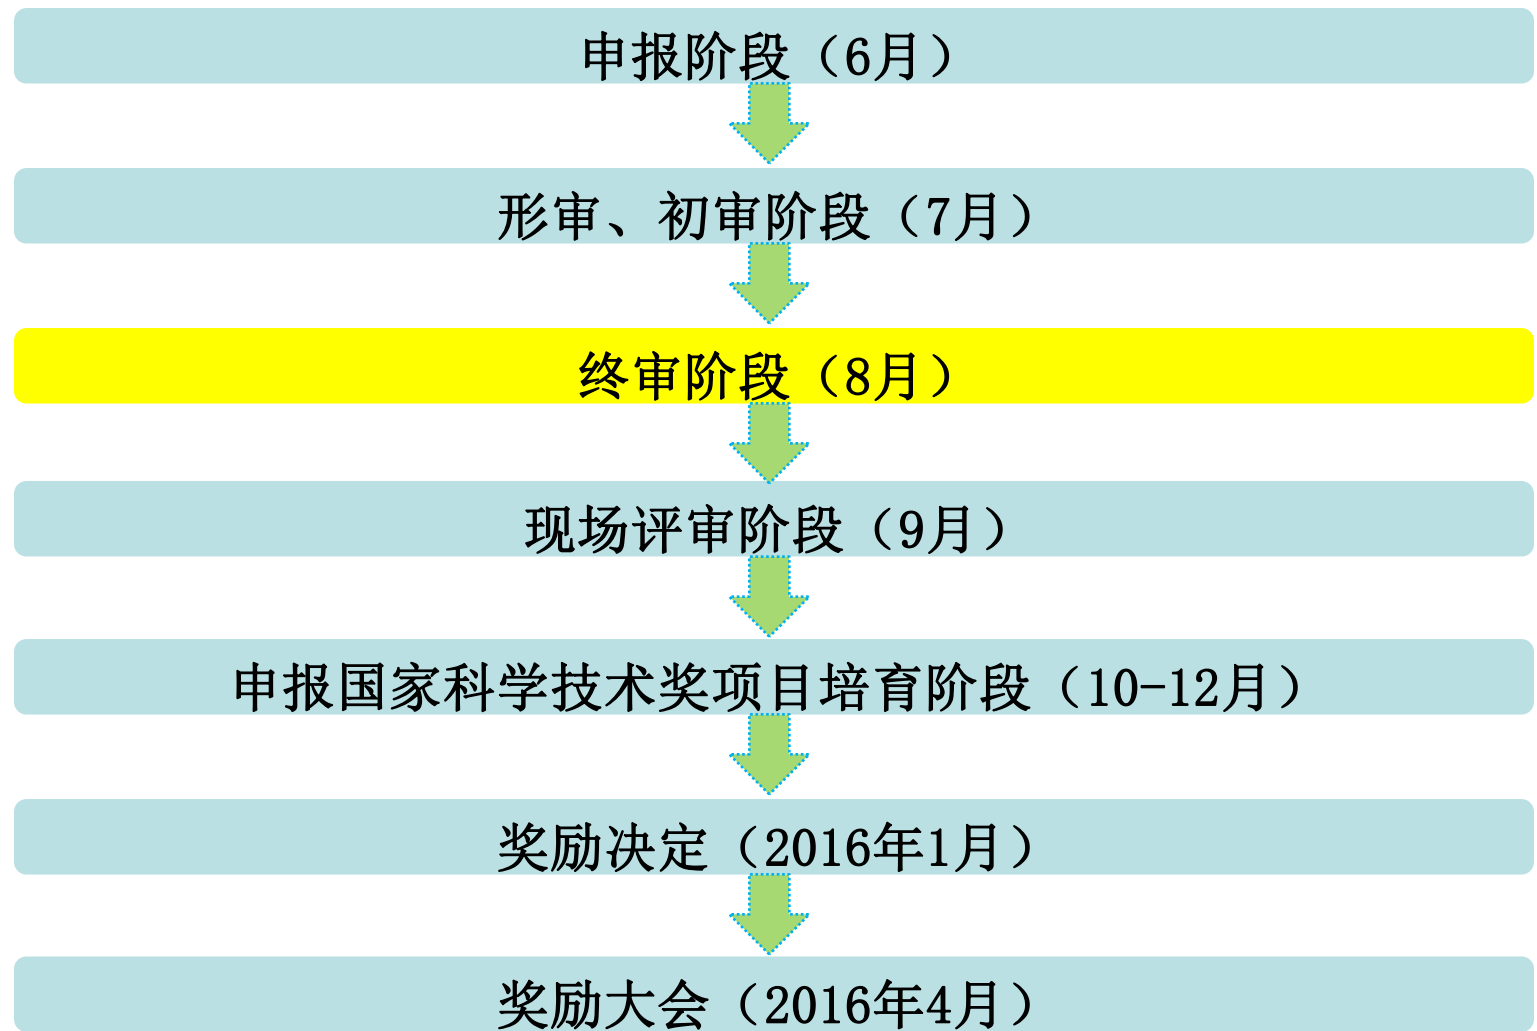 申报阶段（6月）
形审、初审阶段（7月）
终审阶段（8月）
现场评审阶段（9月）
申报国家科学技术奖项目培育阶段（10-12月）
奖励决定（2016年1月）
奖励大会（2016年4月）